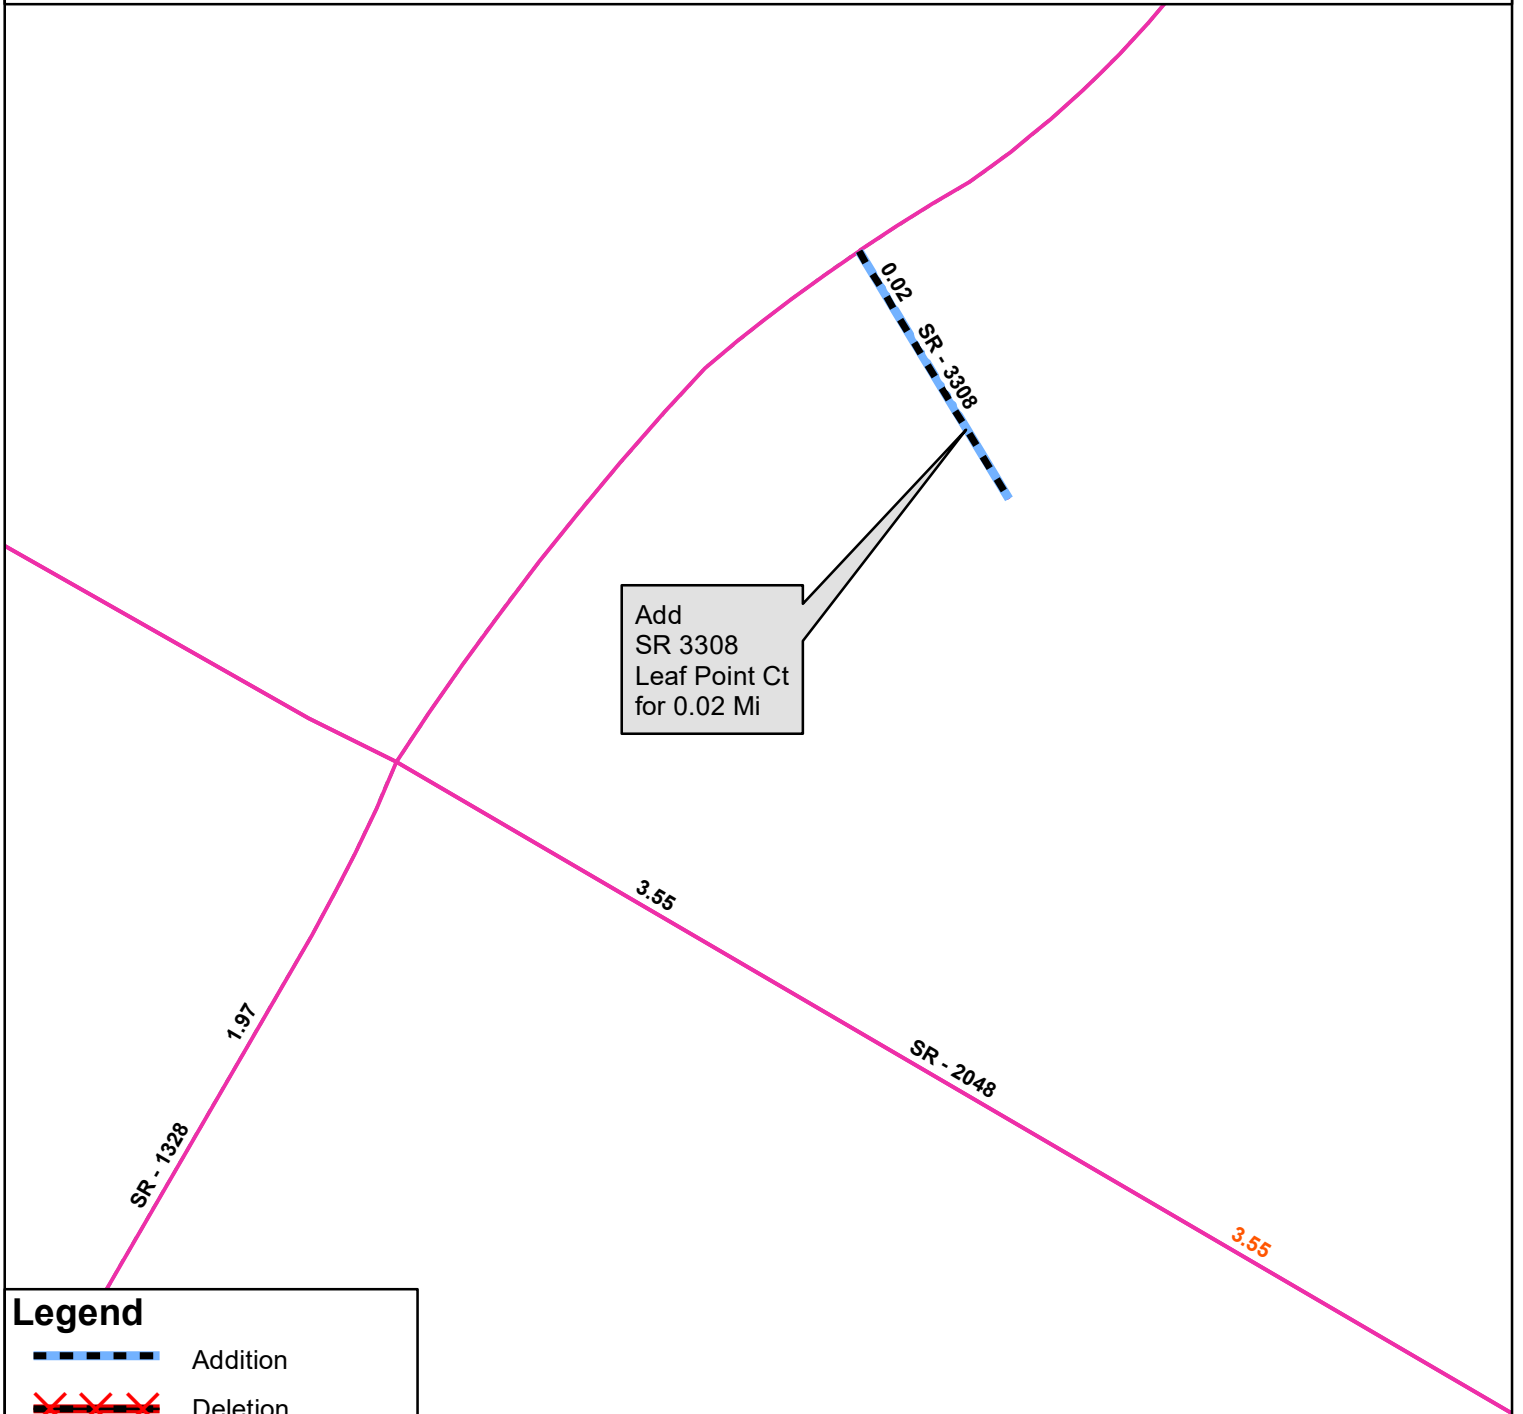 0.02
SR - 3308
Add
SR 3308
Leaf Point Ct
for 0.02 Mi
3.55
1.97
SR - 2048
SR - 1328
3.55
Legend
Addition
Deletion